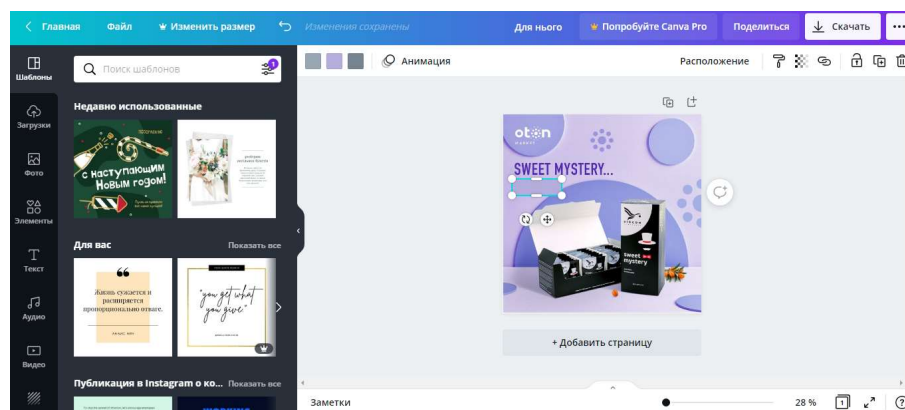 Главная Файл Изменить размер Изменения сохранены Для нього Попробуйте Canva Pro Поделиться Скачать
Шаблоны
Загрузки
Фото
Элементы
Текст
Аудио
Видео
Поиск шаблонов
1
Недавно использованные
с наступающим
Новым годом!
Для вас
Показать все
Жизнь сужается и
расширяется
пропорционально отваге.
"you get what
you give"
Публикация в Instagram о ко... Показать все
Анимация
Расположение
oton
MARKET
SWEET MYSTERY...
sweet
mystery
+ Добавить страницу
Заметки
28 %
1